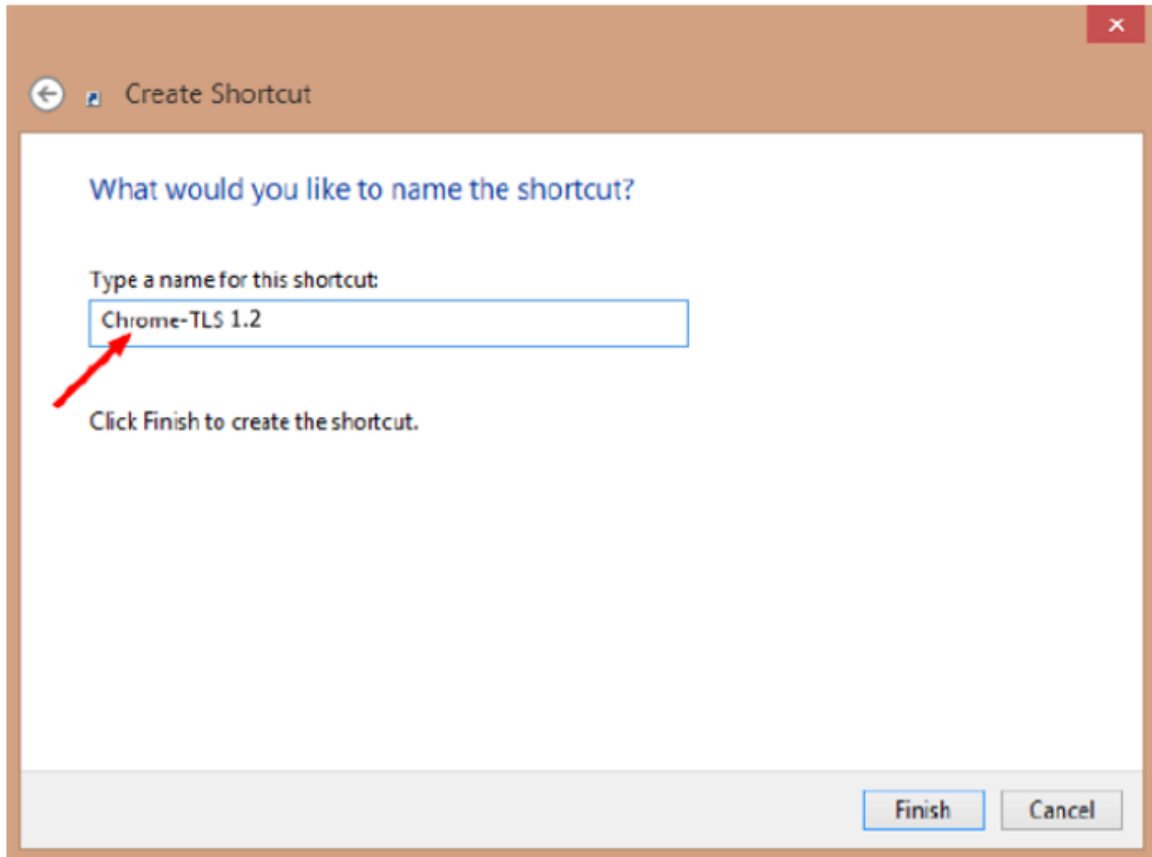 Create Shortcut
What would you like to name the shortcut?
Type a name for this shortcut:
Chrome-TLS 1.2
Click Finish to create the shortcut.
Finish
Cancel